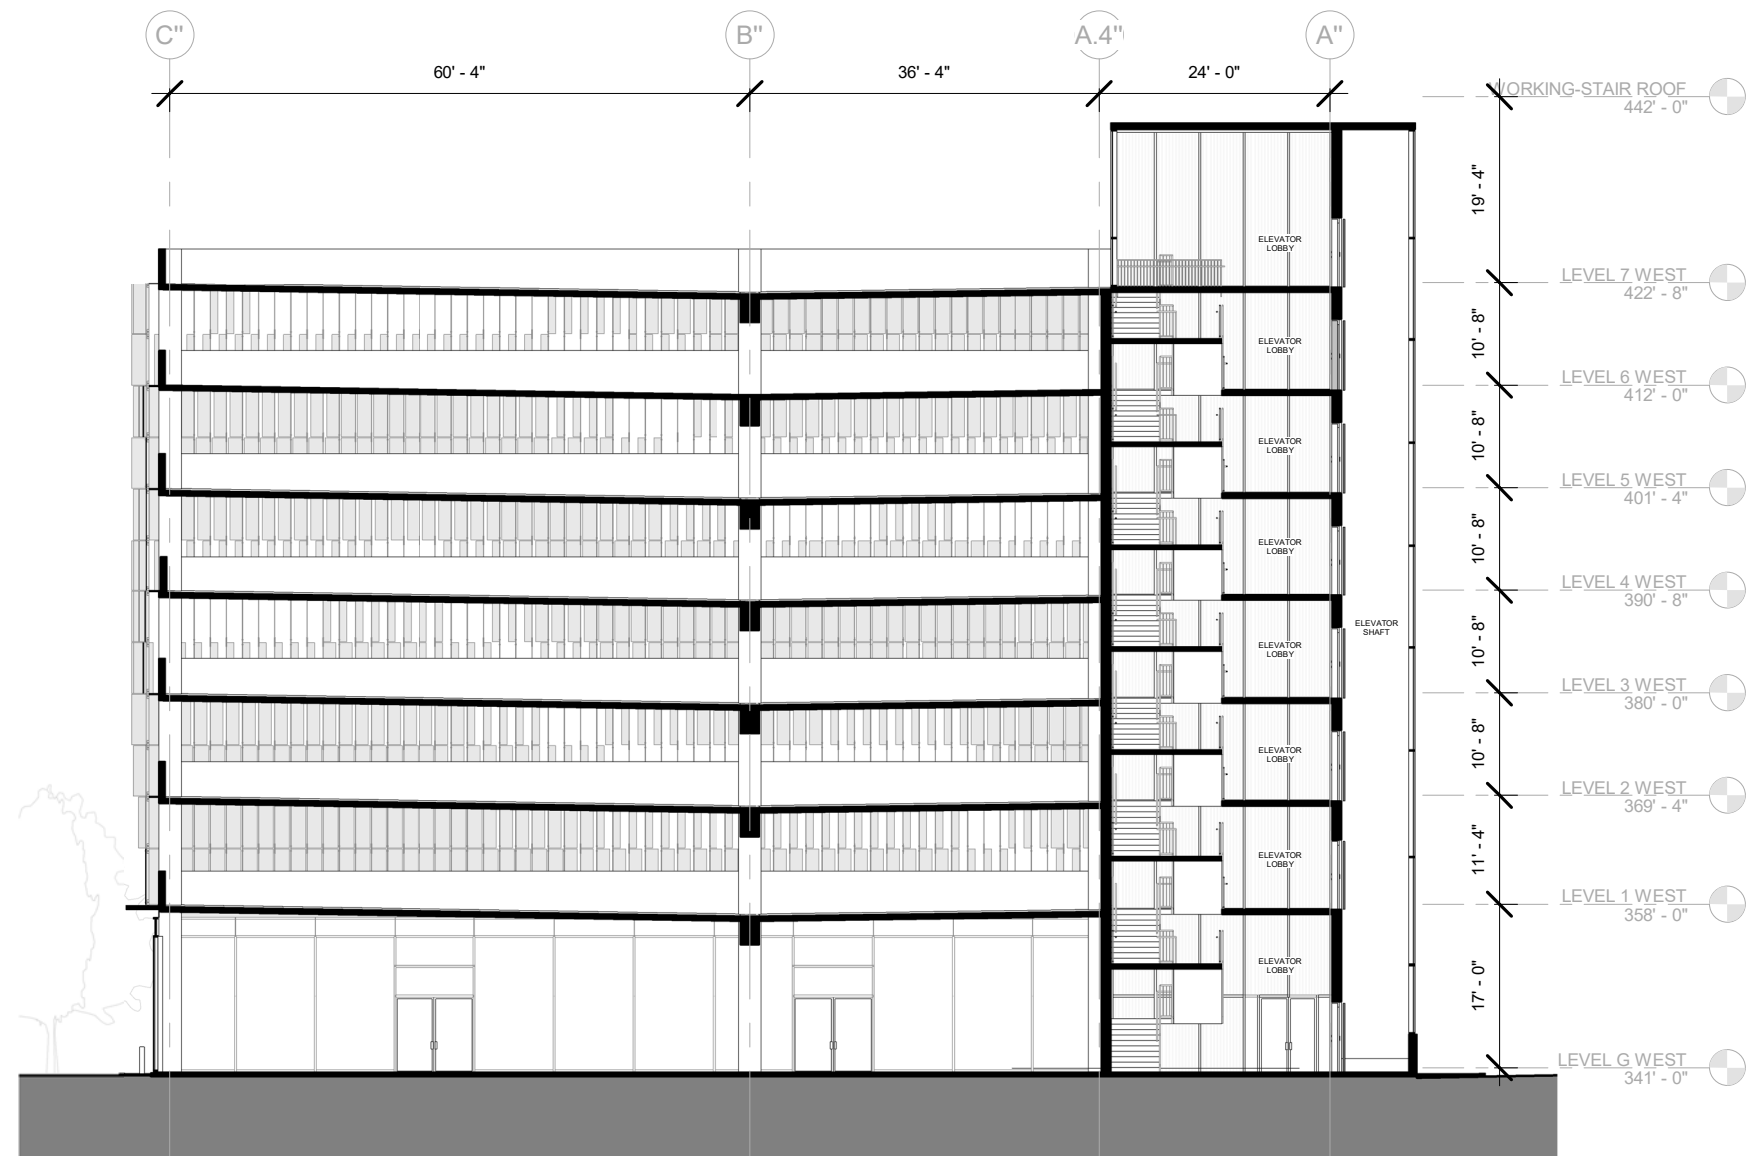 C"
B"
A.4"
A"
60' - 4"
36' - 4"
24' - 0"
WORKING-STAIR ROOF
442' - 0"
19' - 4"
ELEVATOR
LOBBY
LEVEL 7 WEST
422' - 8"
10' - 8"
ELEVATOR
LOBBY
LEVEL 6 WEST
412' - 0"
10' - 8"
ELEVATOR
LOBBY
LEVEL 5 WEST
401' - 4"
10' - 8"
ELEVATOR
LOBBY
LEVEL 4 WEST
390' - 8"
ELEVATOR
SHAFT
10' - 8"
ELEVATOR
LOBBY
LEVEL 3 WEST
380' - 0"
10' - 8"
ELEVATOR
LOBBY
LEVEL 2 WEST
369' - 4"
11' - 4"
ELEVATOR
LOBBY
LEVEL 1 WEST
358' - 0"
17' - 0"
ELEVATOR
LOBBY
LEVEL G WEST
341' - 0"